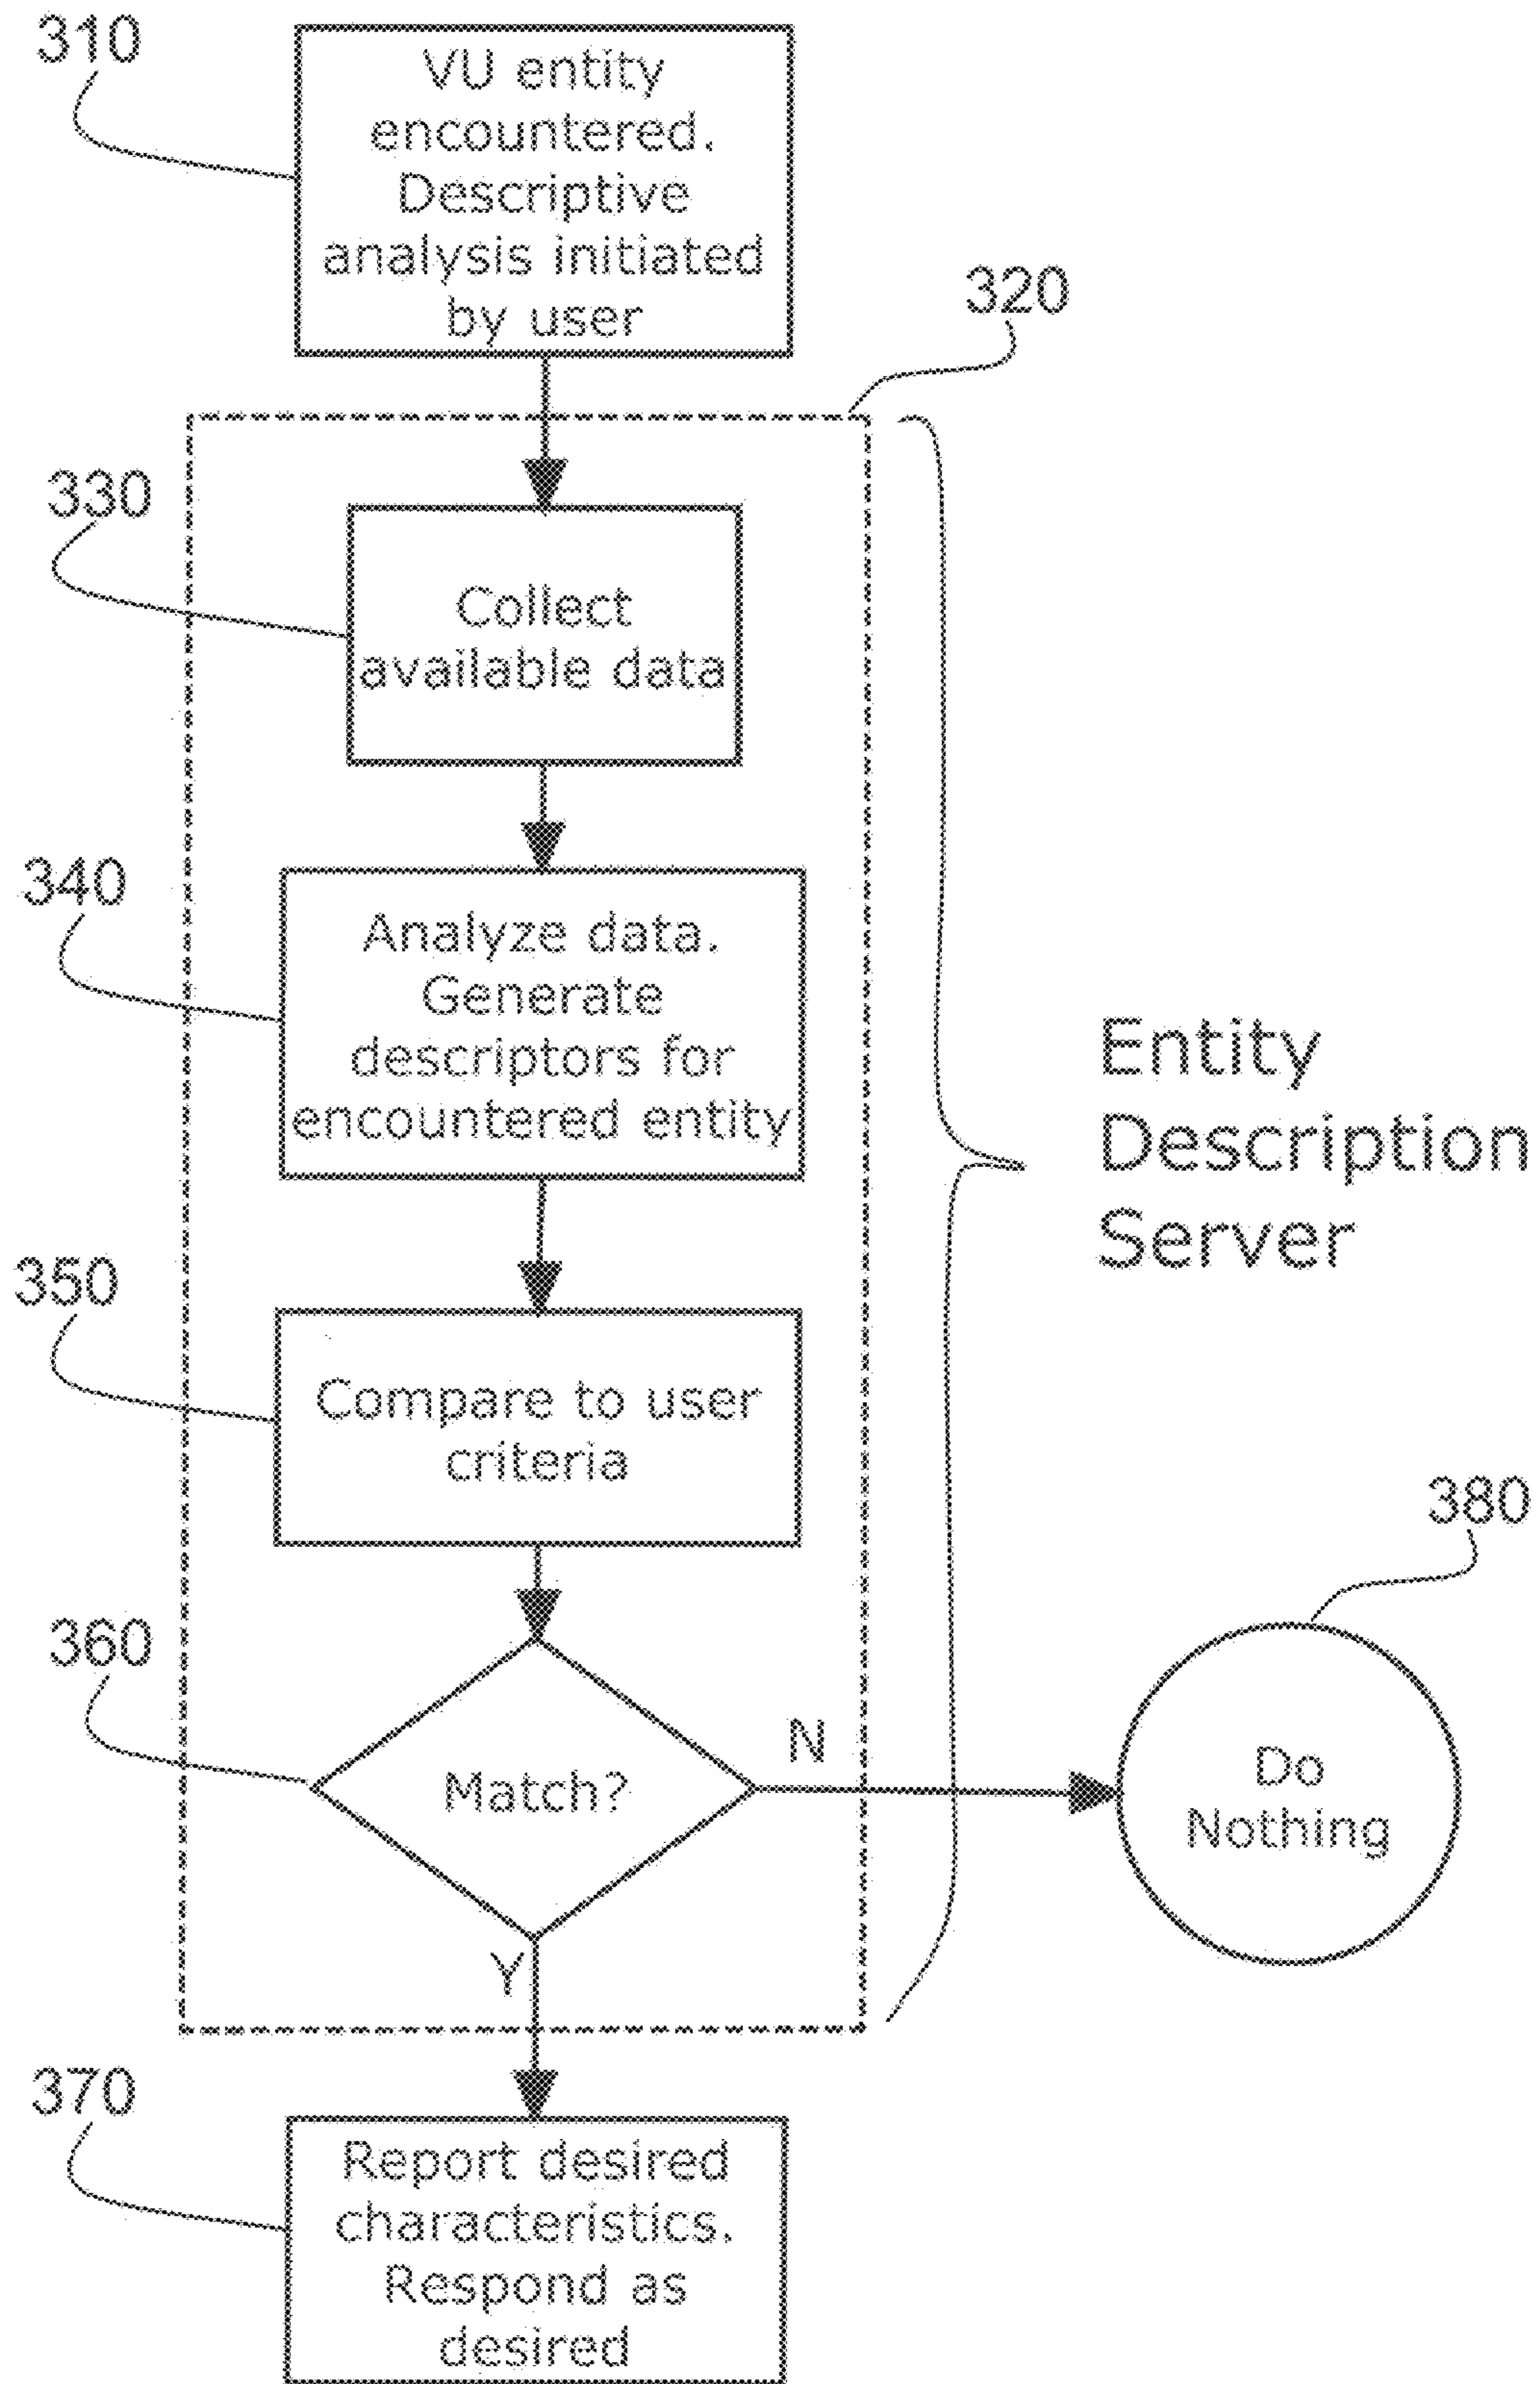 310
VU entity
encountered.
Descriptive
analysis initiated
by user
320
330
Collect
available data
340
Analyze data.
Generate
descriptors for
encountered entity
Entity
Description
Server
350
Compare to user
criteria
380
360
Match?
N
Do
Nothing
Y
370
Report desired
characteristics.
Respond as
desired